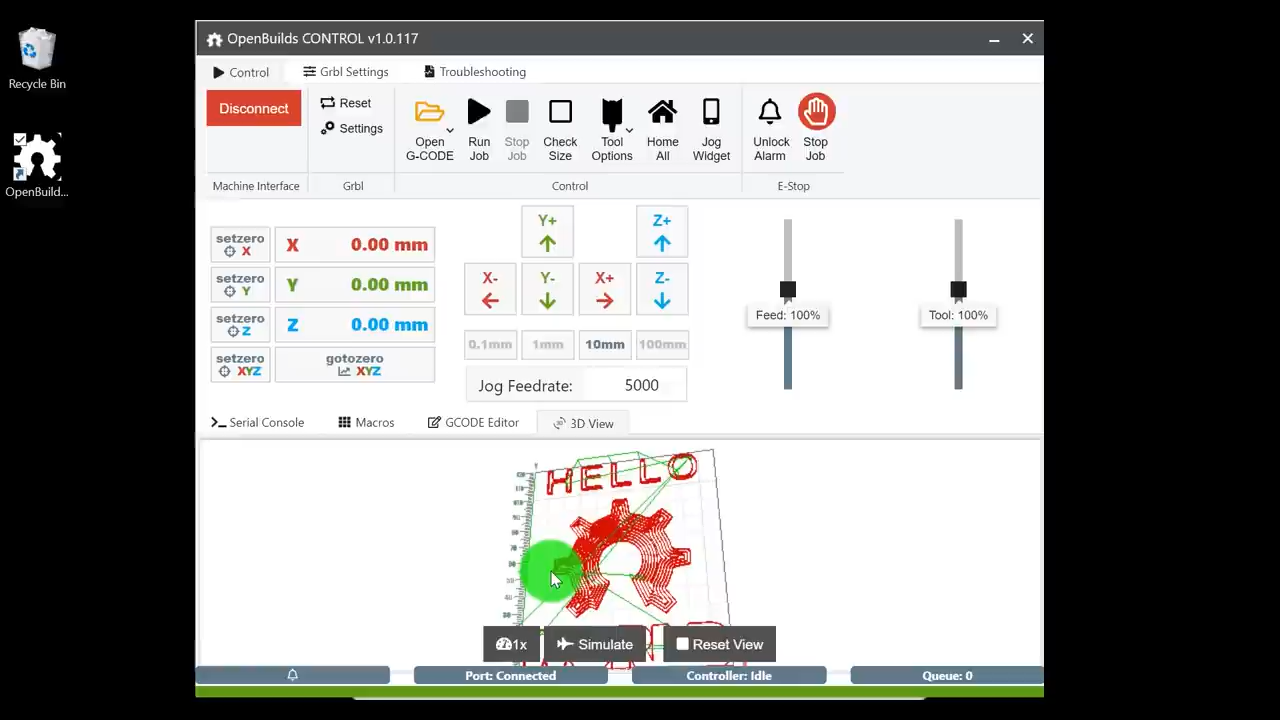 Recycle Bin
OpenBuild...
OpenBuilds CONTROL v1.0.117
Control
Grbl Settings
Troubleshooting
Disconnect
Machine Interface
Reset
Settings
Grbl
Open G-CODE
Run Job
Stop Job
Check Size
Tool Options
Home All
Jog Widget
Control
Unlock Alarm
Stop Job
E-Stop
setzero X
X 0.00 mm
setzero Y
Y 0.00 mm
setzero Z
Z 0.00 mm
setzero XYZ
gotozero XYZ
Y+
Z+
X-
Y-
X+
Z-
0.1mm
1mm
10mm
100mm
Jog Feedrate: 5000
Feed: 100%
Tool: 100%
Serial Console
Macros
GCODE Editor
3D View
HELLO
1x
Simulate
Reset View
Port: Connected
Controller: Idle
Queue: 0